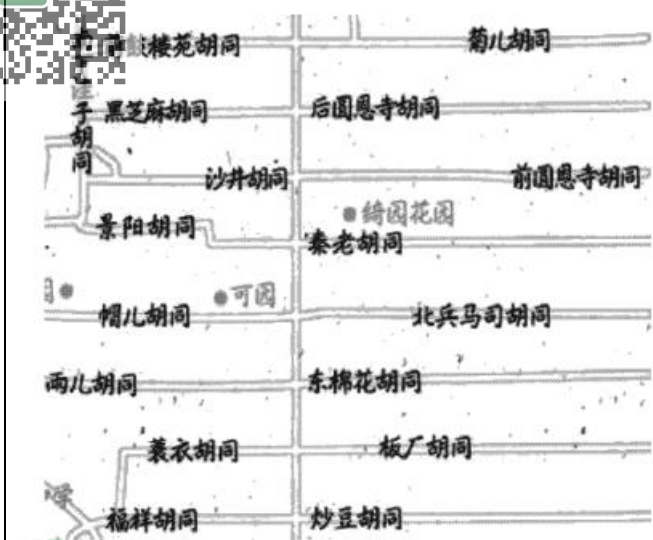 鼓楼苑胡同
菊儿胡同
洼子胡同
黑芝麻胡同
后圆恩寺胡同
沙井胡同
前圆恩寺胡同
绮园花园
景阳胡同
秦老胡同
可园
帽儿胡同
北兵马司胡同
雨儿胡同
东棉花胡同
蓑衣胡同
板厂胡同
福祥胡同
炒豆胡同